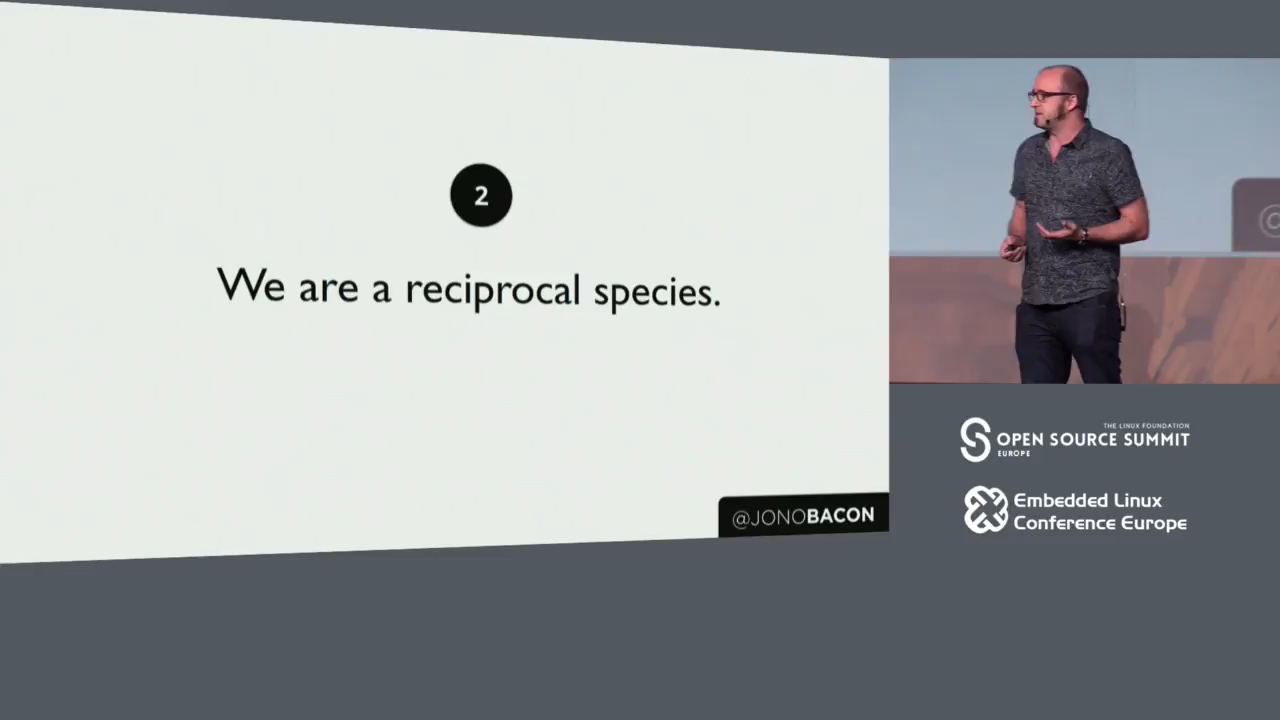 2
We are a reciprocal species.
@JONOBACON
@
THE LINUX FOUNDATION
OPEN SOURCE SUMMIT
EUROPE
Embedded Linux
Conference Europe